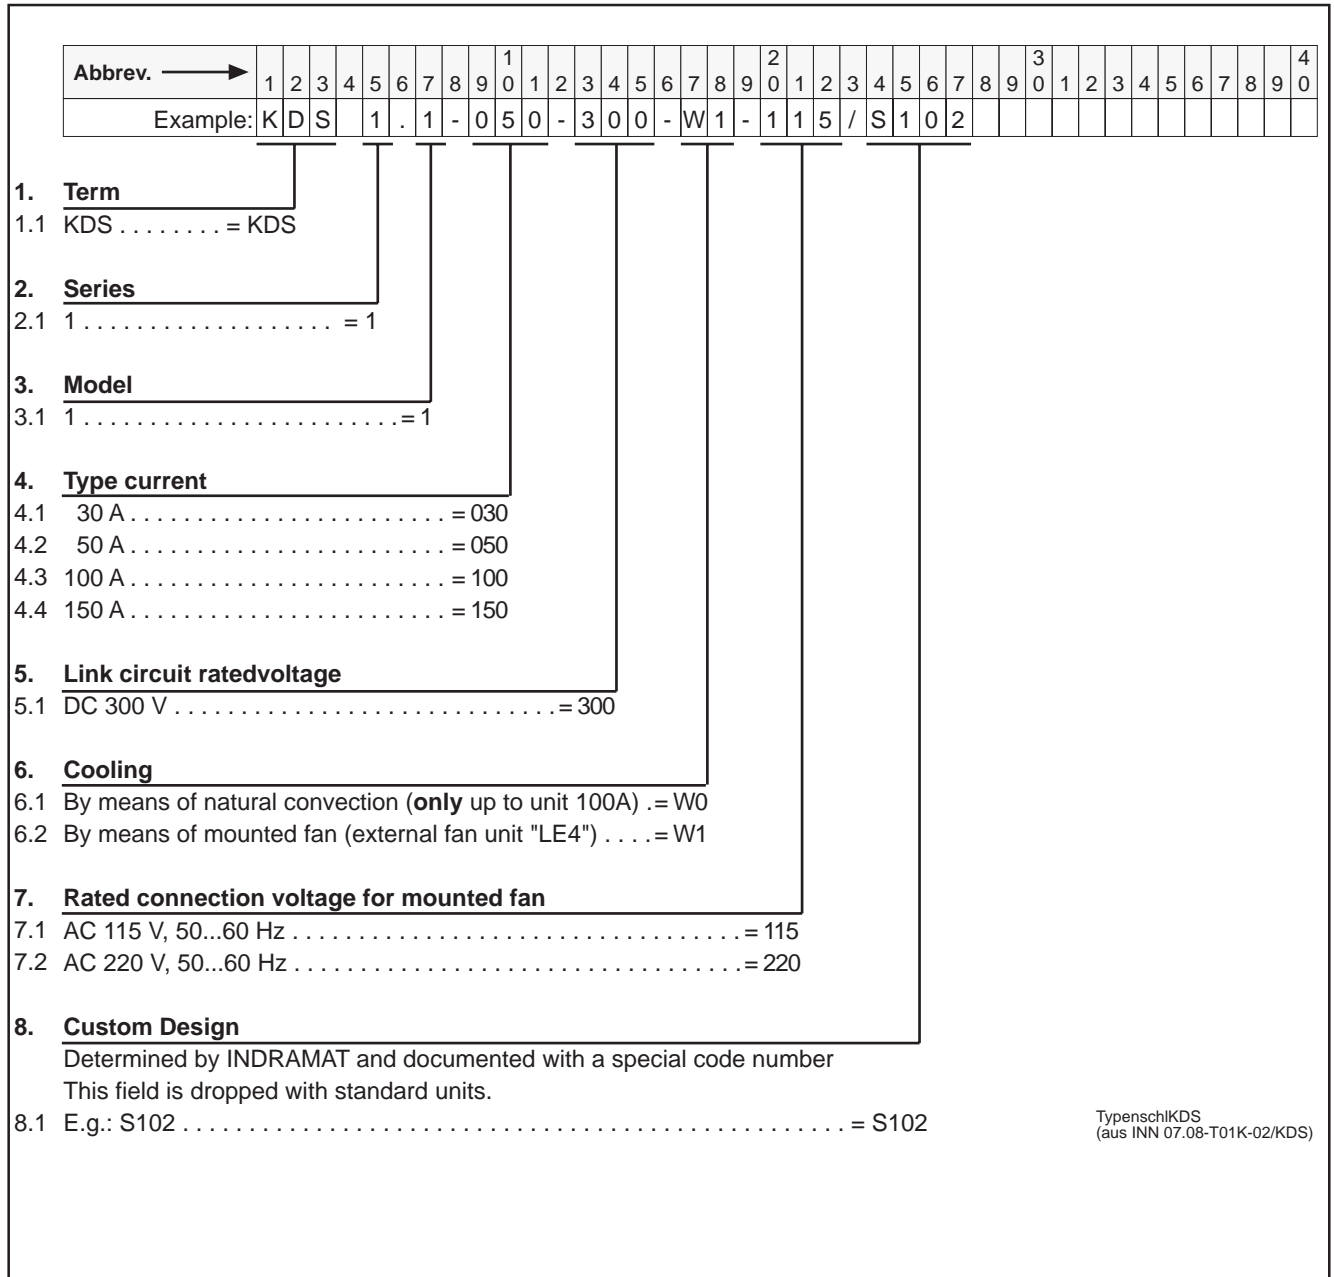 1 2 3 4
Abbrev. 1 2 3 4 5 6 7 8 9 0 1 2 3 4 5 6 7 8 9 0 1 2 3 4 5 6 7 8 9 0 1 2 3 4 5 6 7 8 9 0
Example: K D S 1 . 1 - 0 5 0 - 3 0 0 - W 1 - 1 1 5 / S 1 0 2
1. Term
1.1 KDS . . . . . . . . = KDS
2. Series
2.1 1 . . . . . . . . . . . . . . . . . . . = 1
3. Model
3.1 1 . . . . . . . . . . . . . . . . . . . . . . . . = 1
4. Type current
4.1 30 A . . . . . . . . . . . . . . . . . . . . . . . . = 030
4.2 50 A . . . . . . . . . . . . . . . . . . . . . . . . = 050
4.3 100 A . . . . . . . . . . . . . . . . . . . . . . . . = 100
4.4 150 A . . . . . . . . . . . . . . . . . . . . . . . . = 150
5. Link circuit ratedvoltage
5.1 DC 300 V . . . . . . . . . . . . . . . . . . . . . . . . . . . . . = 300
6. Cooling
6.1 By means of natural convection (only up to unit 100A) . = W0
6.2 By means of mounted fan (external fan unit "LE4") . . . . = W1
7. Rated connection voltage for mounted fan
7.1 AC 115 V, 50...60 Hz . . . . . . . . . . . . . . . . . . . . . . . . . . . . . . . . . . = 115
7.2 AC 220 V, 50...60 Hz . . . . . . . . . . . . . . . . . . . . . . . . . . . . . . . . . . = 220
8. Custom Design
Determined by INDRAMAT and documented with a special code number
This field is dropped with standard units.
8.1 E.g.: S102 . . . . . . . . . . . . . . . . . . . . . . . . . . . . . . . . . . . . . . . . . . . . . . . . . . = S102
TypenschlKDS
(aus INN 07.08-T01K-02/KDS)